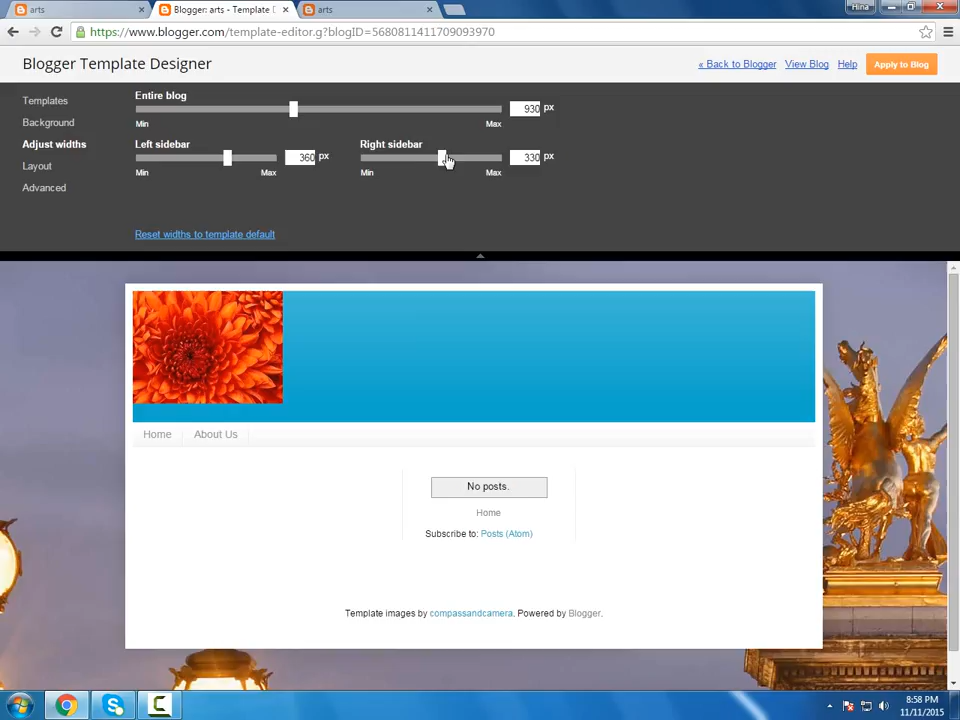 arts
Blogger: arts - Template D
arts
Hina
https://www.blogger.com/template-editor.g?blogID=5680811411709093970
Blogger Template Designer
« Back to Blogger
View Blog
Help
Apply to Blog
Templates
Background
Adjust widths
Layout
Advanced
Entire blog
930 px
Min
Max
Left sidebar
360 px
Min
Max
Right sidebar
330 px
Min
Max
Reset widths to template default
Home
About Us
No posts.
Home
Subscribe to: Posts (Atom)
Template images by compassandcamera. Powered by Blogger.
8:58 PM
11/11/2015